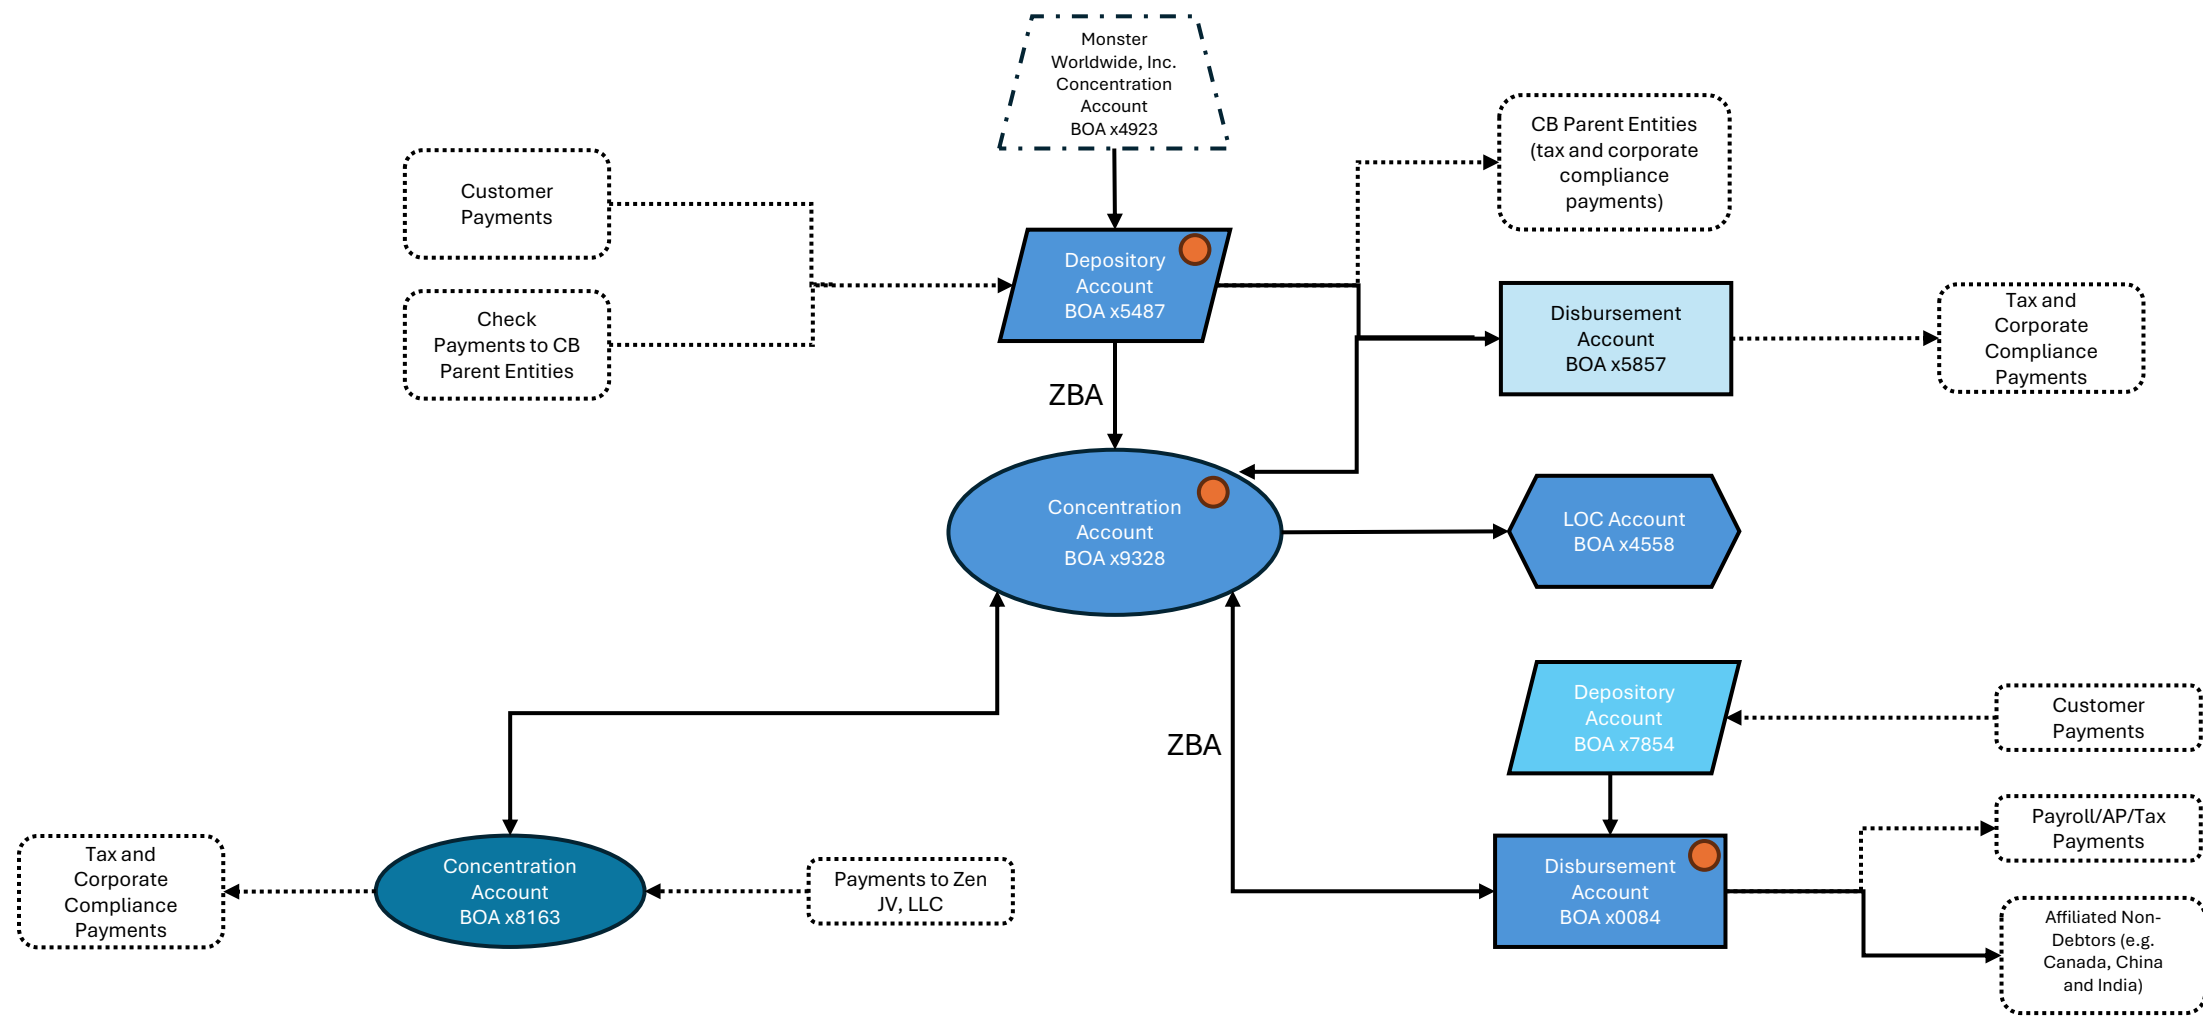 Monster
Worldwide, Inc.
Concentration
Account
BOA x4923
CB Parent Entities
(tax and corporate
compliance
payments)
Customer
Payments
Depository
Account
BOA x5487
Check
Payments to CB
Parent Entities
Disbursement
Account
BOA x5857
Tax and
Corporate
Compliance
Payments
ZBA
Concentration
Account
BOA x9328
LOC Account
BOA x4558
Depository
Account
BOA x7854
Customer
Payments
ZBA
Payroll/AP/Tax
Payments
Tax and
Corporate
Compliance
Payments
Concentration
Account
BOA x8163
Payments to Zen
JV, LLC
Disbursement
Account
BOA x0084
Affiliated Non-
Debtors (e.g.
Canada, China
and India)